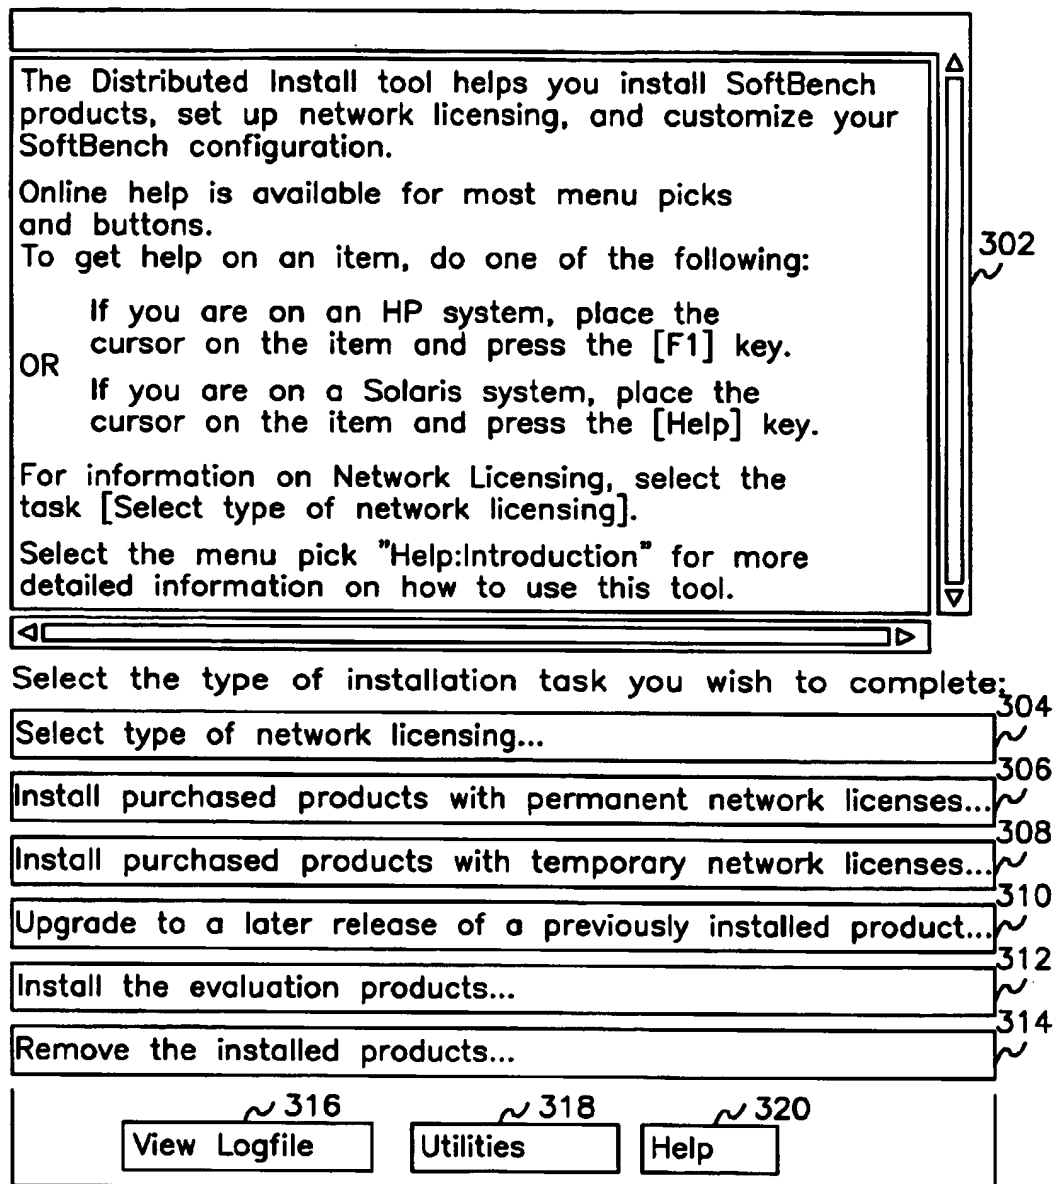 The Distributed Install tool helps you install SoftBench
products, set up network licensing, and customize your
SoftBench configuration.
Online help is available for most menu picks
and buttons.
To get help on an item, do one of the following:
302
If you are on an HP system, place the
cursor on the item and press the [F1] key.
OR
If you are on a Solaris system, place the
cursor on the item and press the [Help] key.
For information on Network Licensing, select the
task [Select type of network licensing].
Select the menu pick "Help:Introduction" for more
detailed information on how to use this tool.
Select the type of installation task you wish to complete:
304
Select type of network licensing...
306
Install purchased products with permanent network licenses...
308
Install purchased products with temporary network licenses...
310
Upgrade to a later release of a previously installed product...
312
Install the evaluation products...
314
Remove the installed products...
316 318 320
View Logfile Utilities Help